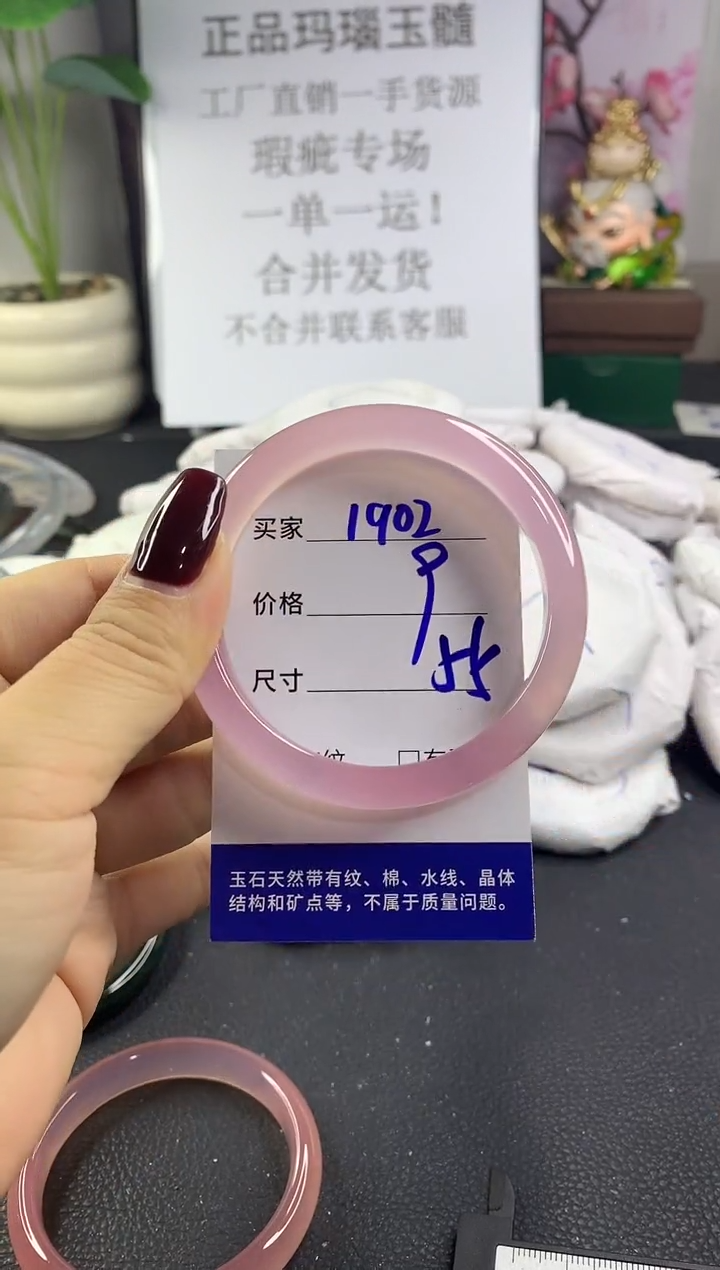 正品玛瑙玉髓
工厂直销一手货源
瑕疵专场
一单一运！
合并发货
不合并联系客服
买家 1902
价格
尺寸 55
纹 □有
玉石天然带有纹、棉、水线、晶体
结构和矿点等，不属于质量问题。